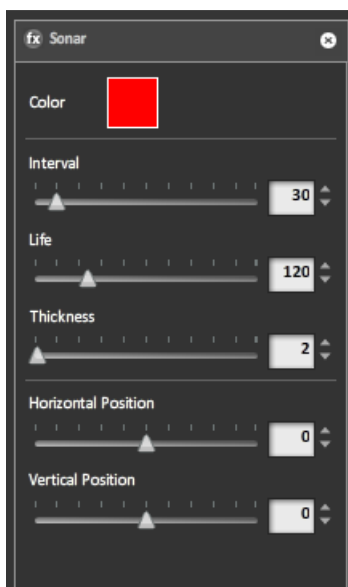 fx Sonar
Color
Interval
30
Life
120
Thickness
2
Horizontal Position
0
Vertical Position
0